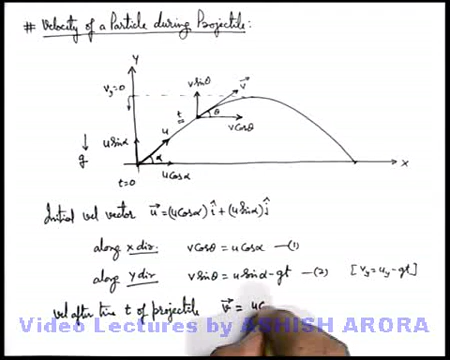 # Velocity of a Particle during Projectile:
Y
Vy=0
v sinθ
v⃗
t
θ
v cosθ
u sinα
u
g
α
t=0
u cosα
X
Initial vel vector u⃗ = (u cosα) î + (u sinα) ĵ
along x dir. v cosθ = u cosα — (1)
along y dir v sinθ = u sinα - gt — (2) [Vy = uy - gt]
vel after time t of projectile v⃗ = uc
Video Lectures by ASHISH ARORA